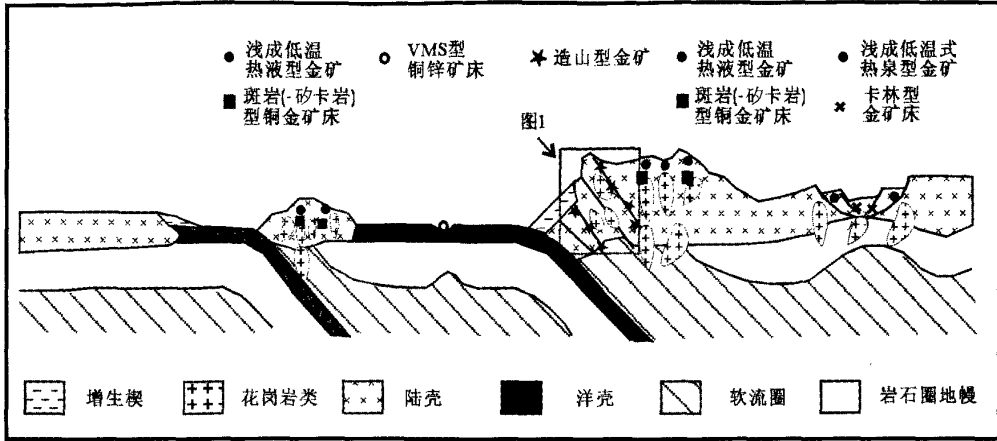 浅成低温
热液型金矿
斑岩(-矽卡岩)
型铜金矿床
VMS型
铜锌矿床
造山型金矿
浅成低温
热液型金矿
斑岩(-矽卡岩)
型铜金矿床
浅成低温式
热泉型金矿
卡林型
金矿床
图1
增生楔
花岗岩类
陆壳
洋壳
软流圈
岩石圈地幔